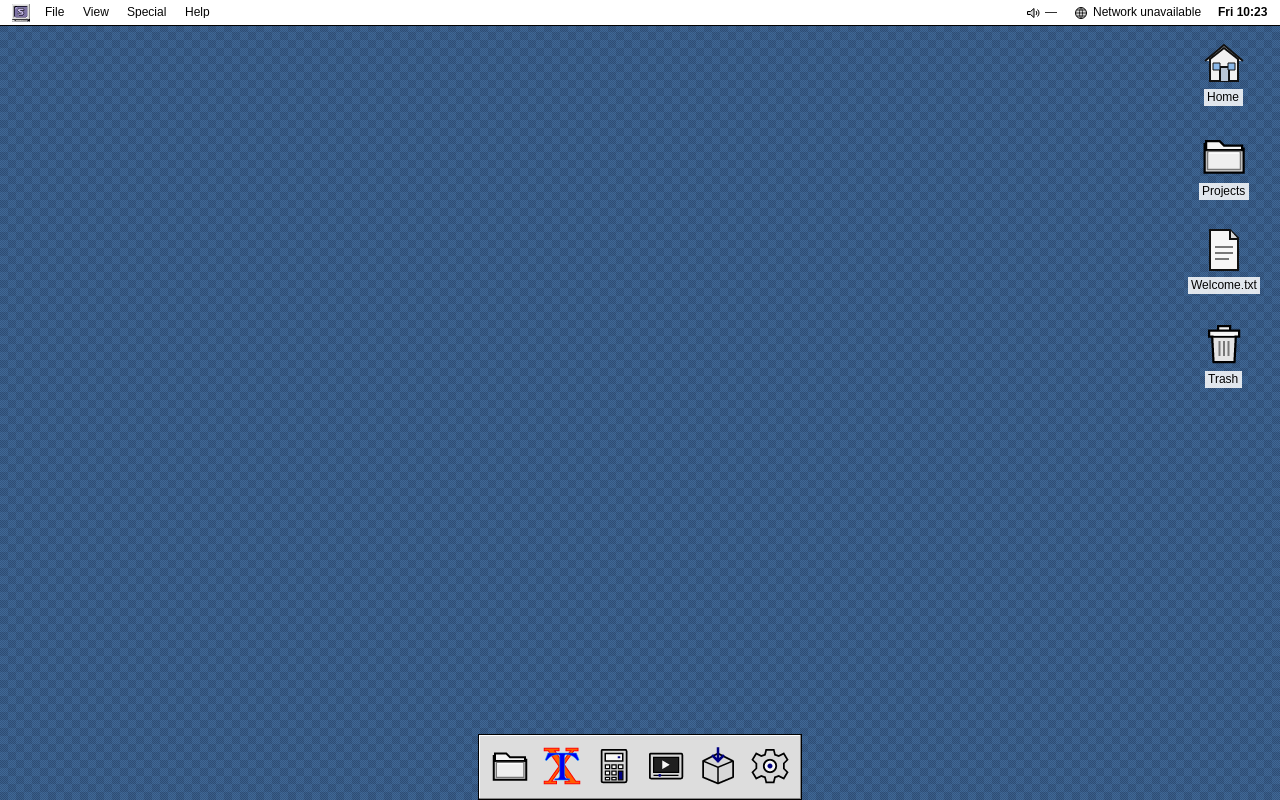 File View Special Help — Network unavailable Fri 10:23
Home
Projects
Welcome.txt
Trash